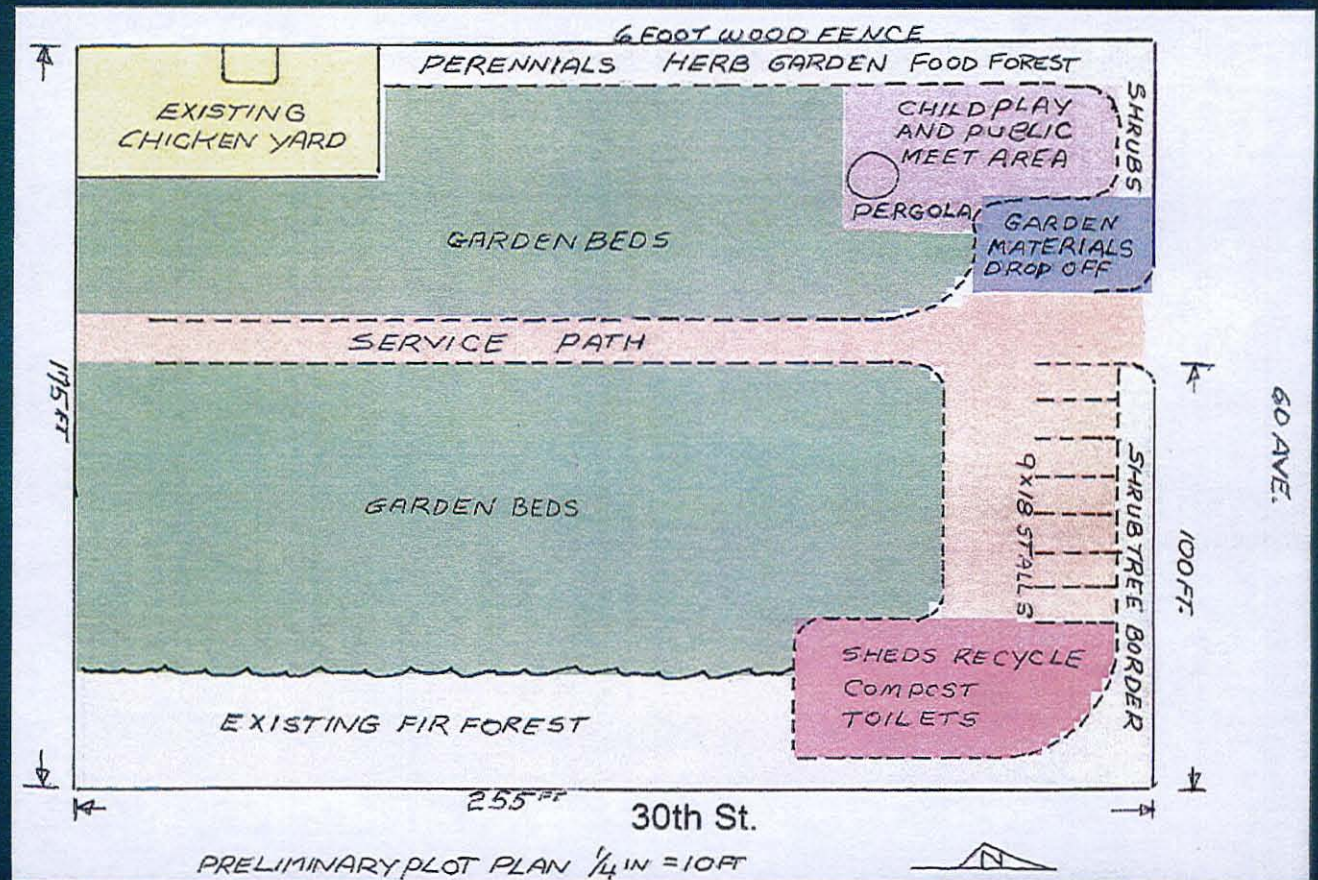 6 FOOT WOOD FENCE
PERENNIALS HERB GARDEN FOOD FOREST
EXISTING
CHICKEN YARD
CHILD PLAY
AND PUBLIC
MEET AREA
PERGOLA
SHRUBS
GARDEN
MATERIALS
DROP OFF
GARDEN BEDS
SERVICE PATH
175 FT
60 AVE.
GARDEN BEDS
9x18 STALLS
SHRUB TREE BORDER
100 FT.
SHEDS RECYCLE
COMPOST
TOILETS
EXISTING FIR FOREST
255 FT
30th St.
PRELIMINARY PLOT PLAN 1/4 IN = 10 FT
N